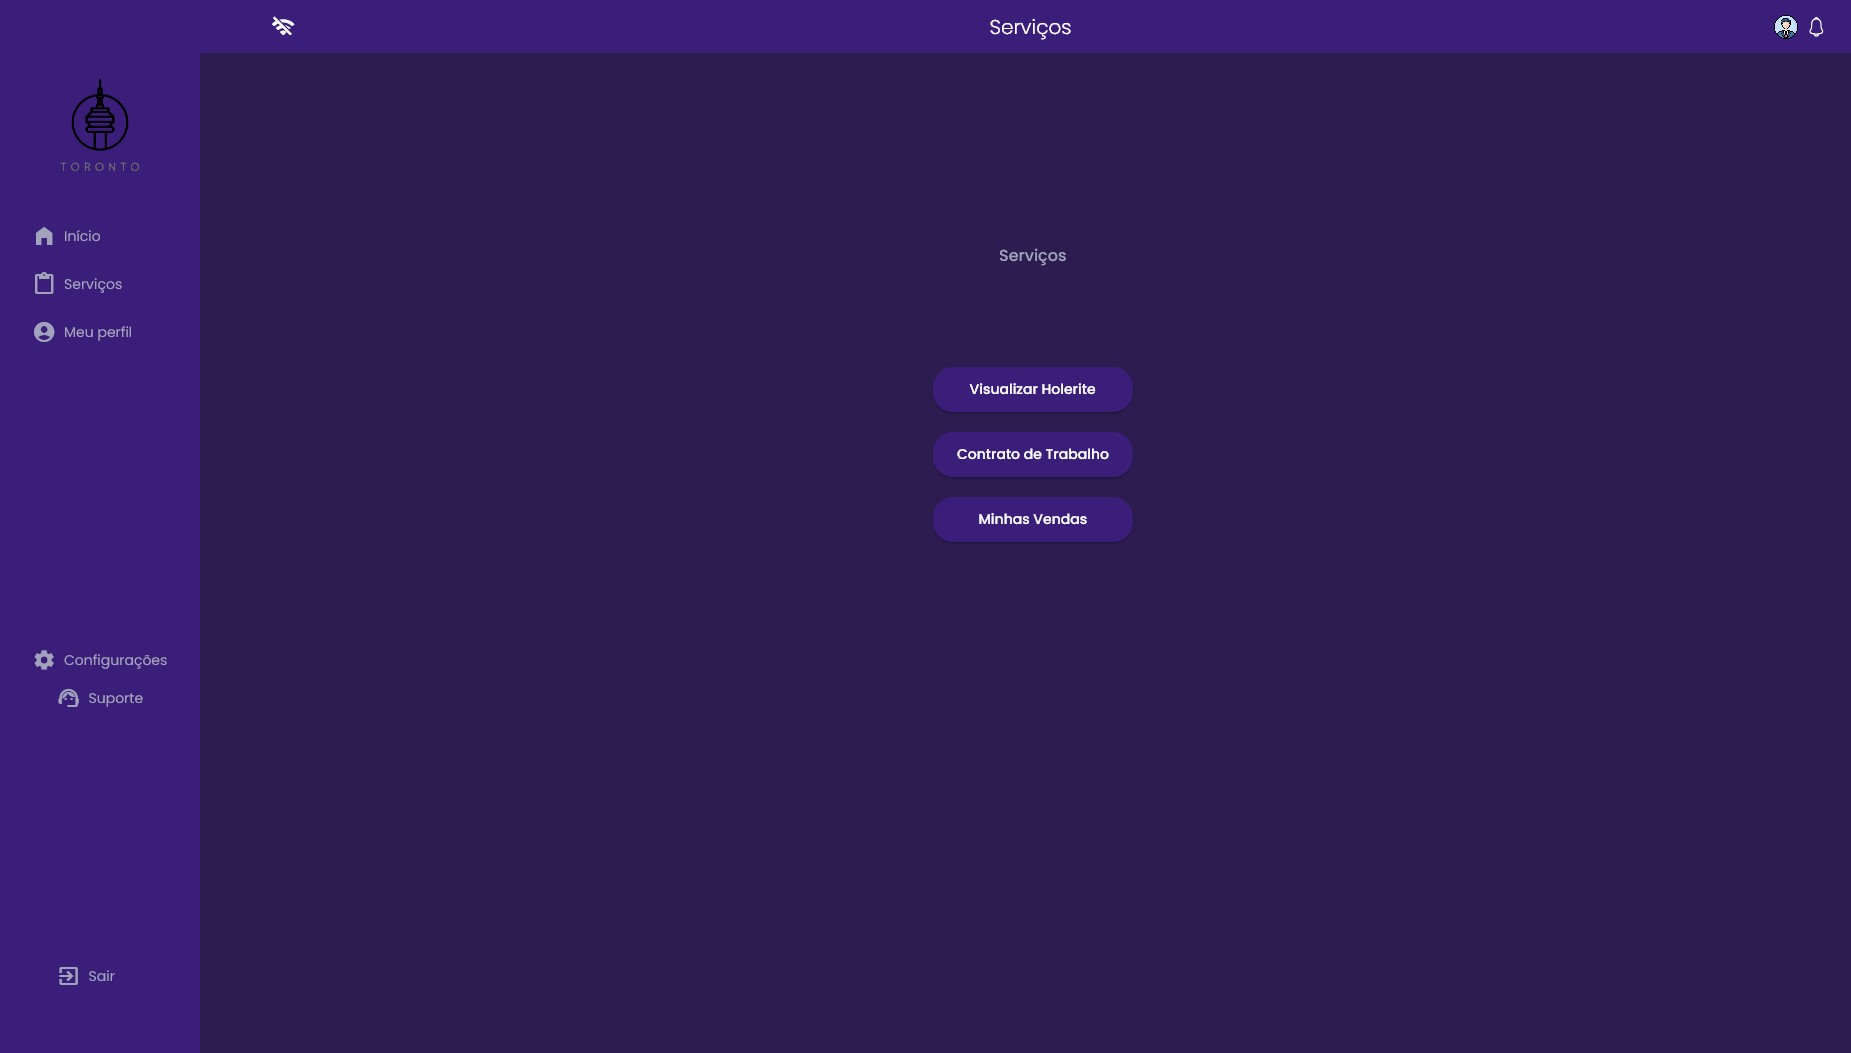 Serviços
TORONTO
Início
Serviços
Meu perfil
Configurações
Suporte
Sair
Serviços
Visualizar Holerite
Contrato de Trabalho
Minhas Vendas